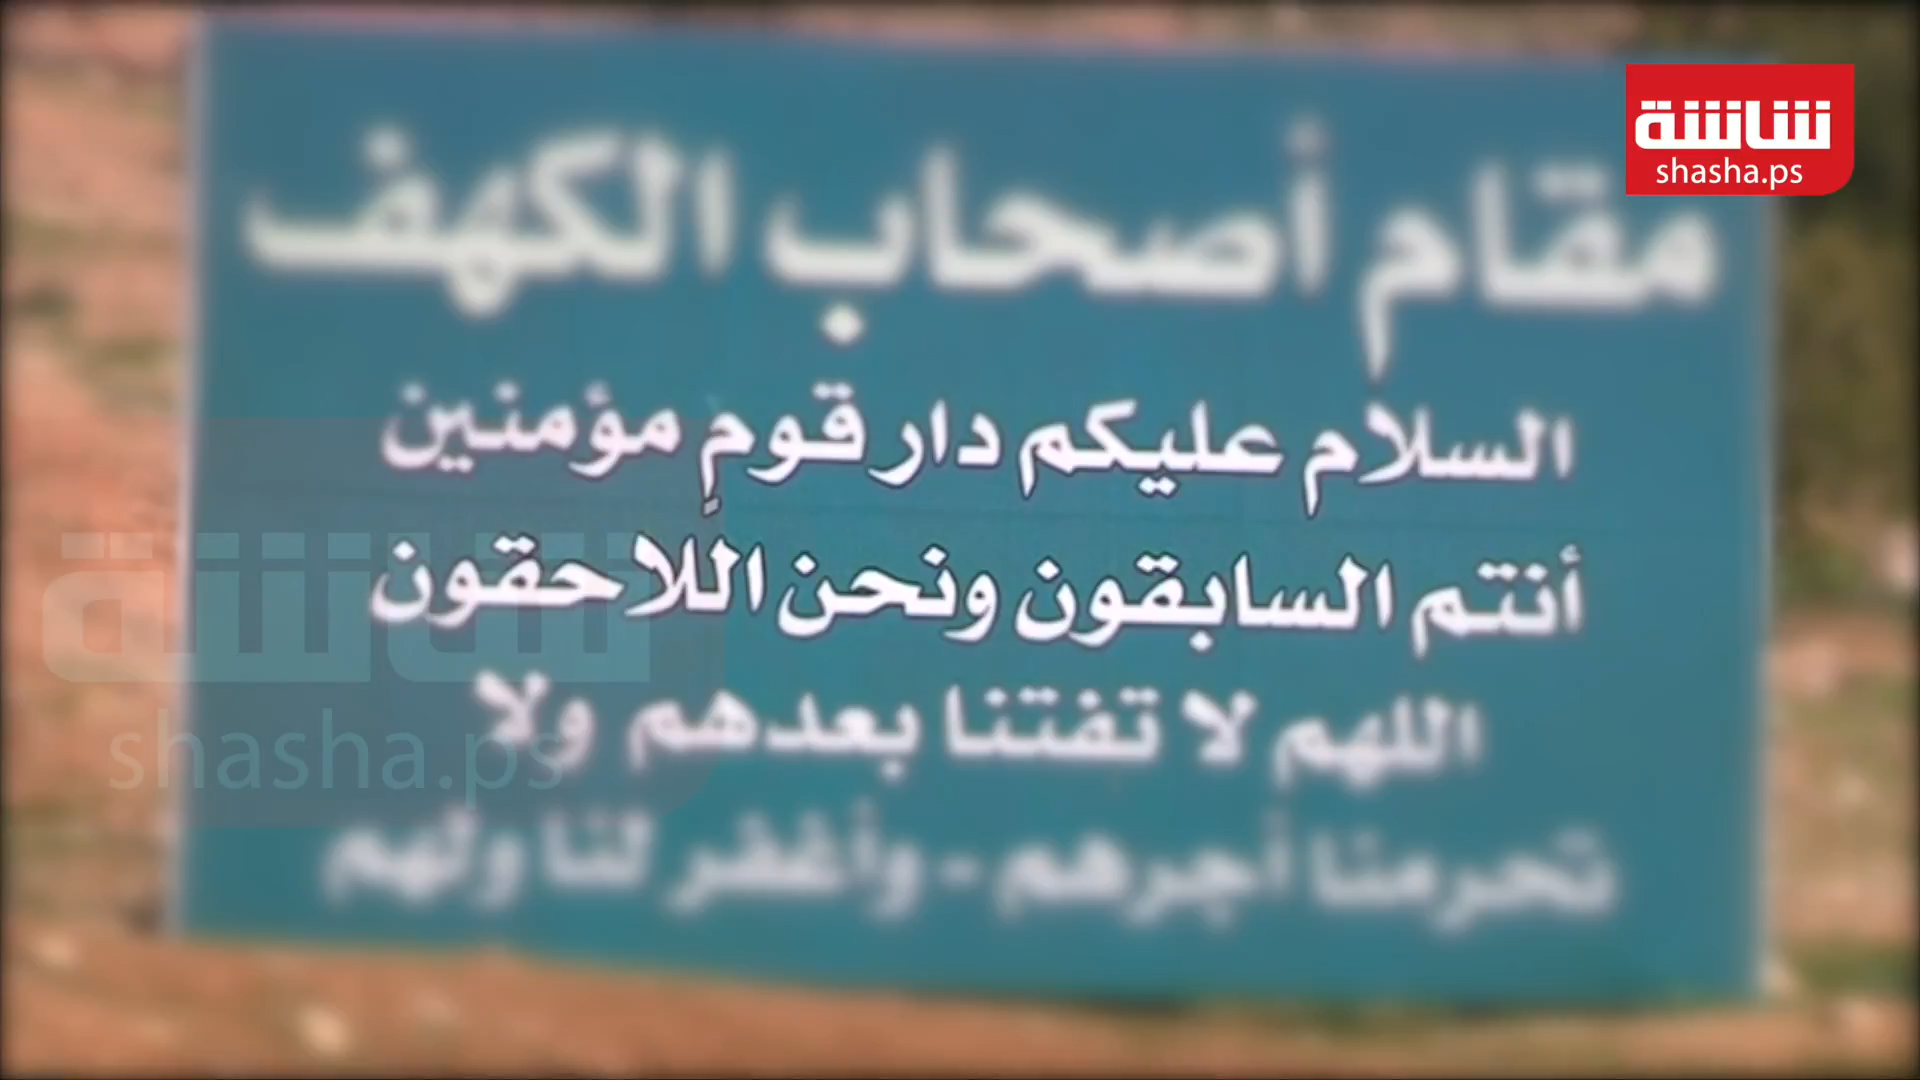 شاشة
shasha.ps
مقام أصحاب الكهف
السلام عليكم دار قومٍ مؤمنين
أنتم السابقون ونحن اللاحقون
اللهم لا تفتنا بعدهم ولا
تحرمنا أجرهم - وأغفر لنا ولهم
شاشة
shasha.ps